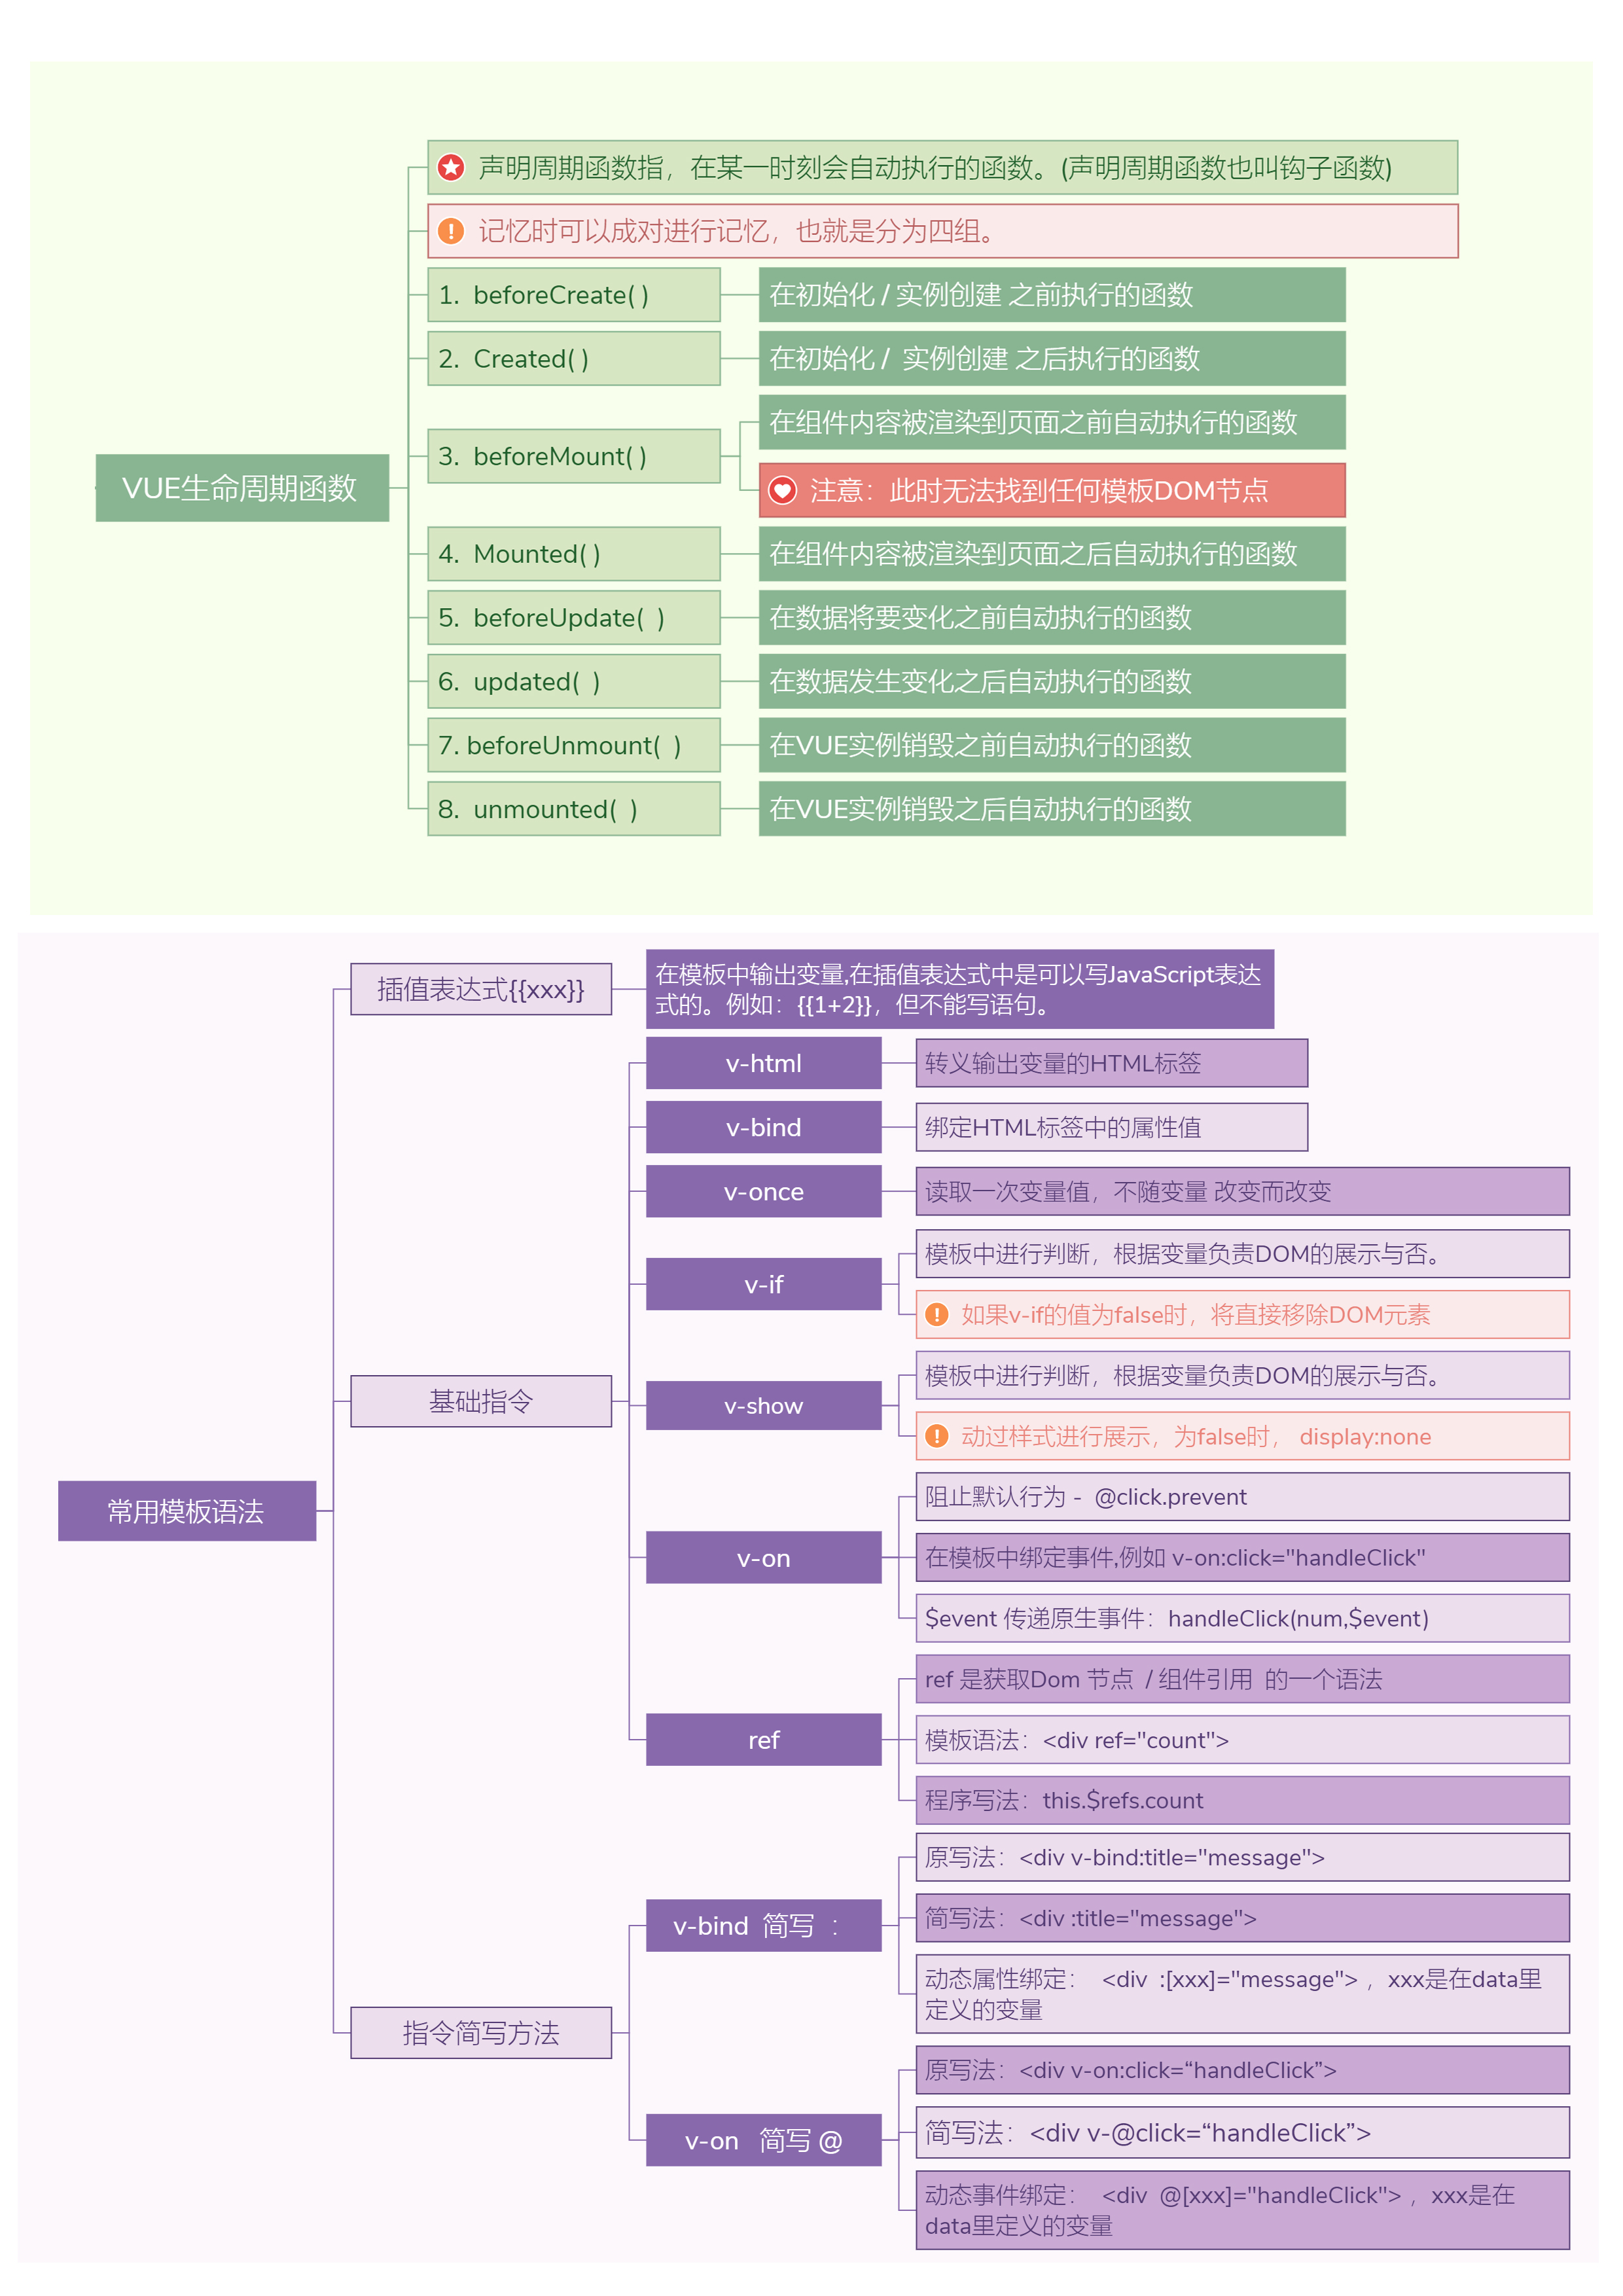 声明周期函数指，在某一时刻会自动执行的函数。(声明周期函数也叫钩子函数)
记忆时可以成对进行记忆，也就是分为四组。
1. beforeCreate( )
在初始化 / 实例创建 之前执行的函数
2. Created( )
在初始化 / 实例创建 之后执行的函数
在组件内容被渲染到页面之前自动执行的函数
3. beforeMount( )
VUE生命周期函数
注意：此时无法找到任何模板DOM节点
4. Mounted( )
在组件内容被渲染到页面之后自动执行的函数
5. beforeUpdate( )
在数据将要变化之前自动执行的函数
6. updated( )
在数据发生变化之后自动执行的函数
7. beforeUnmount( )
在VUE实例销毁之前自动执行的函数
8. unmounted( )
在VUE实例销毁之后自动执行的函数
插值表达式{{xxx}}
在模板中输出变量,在插值表达式中是可以写JavaScript表达
式的。例如：{{1+2}}，但不能写语句。
v-html
转义输出变量的HTML标签
v-bind
绑定HTML标签中的属性值
v-once
读取一次变量值，不随变量 改变而改变
v-if
模板中进行判断，根据变量负责DOM的展示与否。
如果v-if的值为false时，将直接移除DOM元素
基础指令
v-show
模板中进行判断，根据变量负责DOM的展示与否。
动过样式进行展示，为false时， display:none
常用模板语法
v-on
阻止默认行为 - @click.prevent
在模板中绑定事件,例如 v-on:click="handleClick"
$event 传递原生事件：handleClick(num,$event)
ref
ref 是获取Dom 节点 / 组件引用 的一个语法
模板语法：<div ref="count">
程序写法：this.$refs.count
指令简写方法
v-bind 简写 ：
原写法：<div v-bind:title="message">
简写法：<div :title="message">
动态属性绑定： <div :[xxx]="message"> ，xxx是在data里
定义的变量
v-on 简写 @
原写法：<div v-on:click=“handleClick”>
简写法：<div v-@click=“handleClick”>
动态事件绑定： <div @[xxx]="handleClick"> ，xxx是在
data里定义的变量